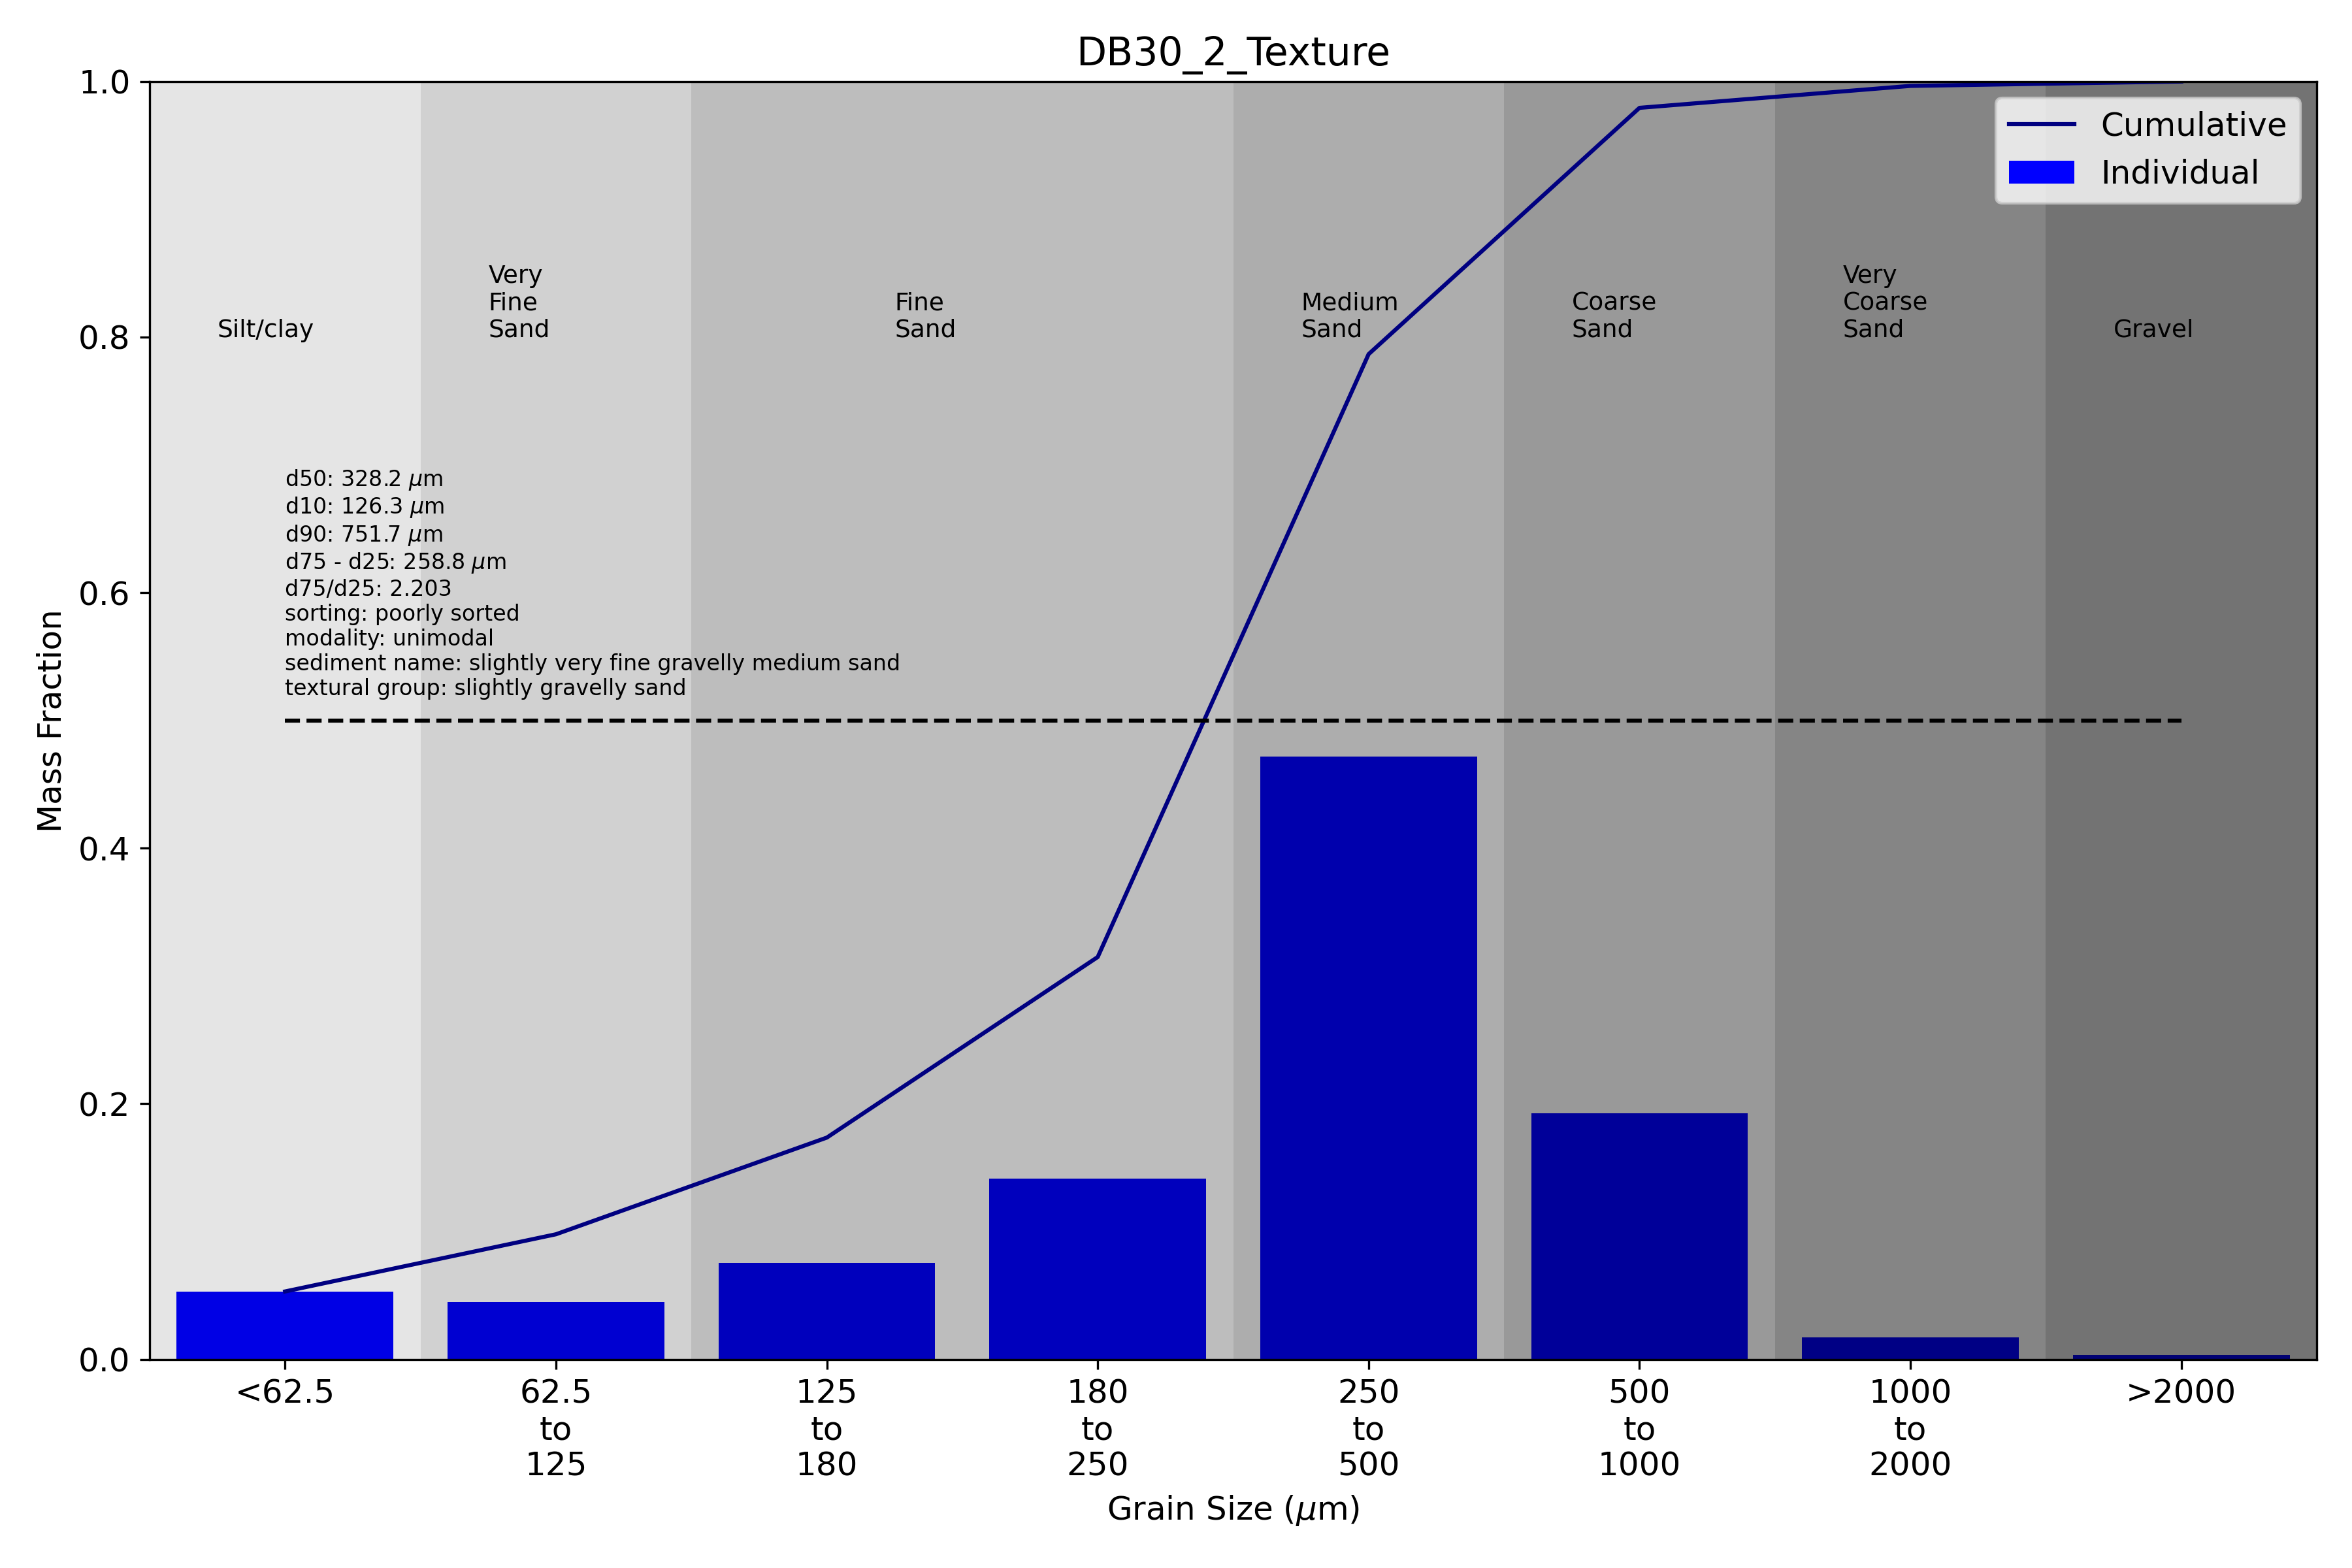 DB30_2_Texture
1.0
0.8
0.6
0.4
0.2
0.0
Mass Fraction
Cumulative
Individual
Silt/clay
Very
Fine
Sand
Fine
Sand
Medium
Sand
Coarse
Sand
Very
Coarse
Sand
Gravel
d50: 328.2 μm
d10: 126.3 μm
d90: 751.7 μm
d75 - d25: 258.8 μm
d75/d25: 2.203
sorting: poorly sorted
modality: unimodal
sediment name: slightly very fine gravelly medium sand
textural group: slightly gravelly sand
<62.5
62.5
to
125
125
to
180
180
to
250
250
to
500
500
to
1000
1000
to
2000
>2000
Grain Size (μm)